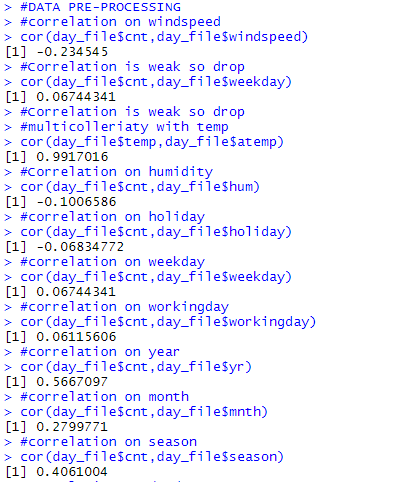 > #DATA PRE-PROCESSING
> #correlation on windspeed
> cor(day_file$cnt,day_file$windspeed)
[1] -0.234545
> #Correlation is weak so drop
> cor(day_file$cnt,day_file$weekday)
[1] 0.06744341
> #Correlation is weak so drop
> #multicolleriaty with temp
> cor(day_file$temp,day_file$atemp)
[1] 0.9917016
> #Correlation on humidity
> cor(day_file$cnt,day_file$hum)
[1] -0.1006586
> #correlation on holiday
> cor(day_file$cnt,day_file$holiday)
[1] -0.06834772
> #correlation on weekday
> cor(day_file$cnt,day_file$weekday)
[1] 0.06744341
> #correlation on workingday
> cor(day_file$cnt,day_file$workingday)
[1] 0.06115606
> #correlation on year
> cor(day_file$cnt,day_file$yr)
[1] 0.5667097
> #correlation on month
> cor(day_file$cnt,day_file$mnth)
[1] 0.2799771
> #correlation on season
> cor(day_file$cnt,day_file$season)
[1] 0.4061004